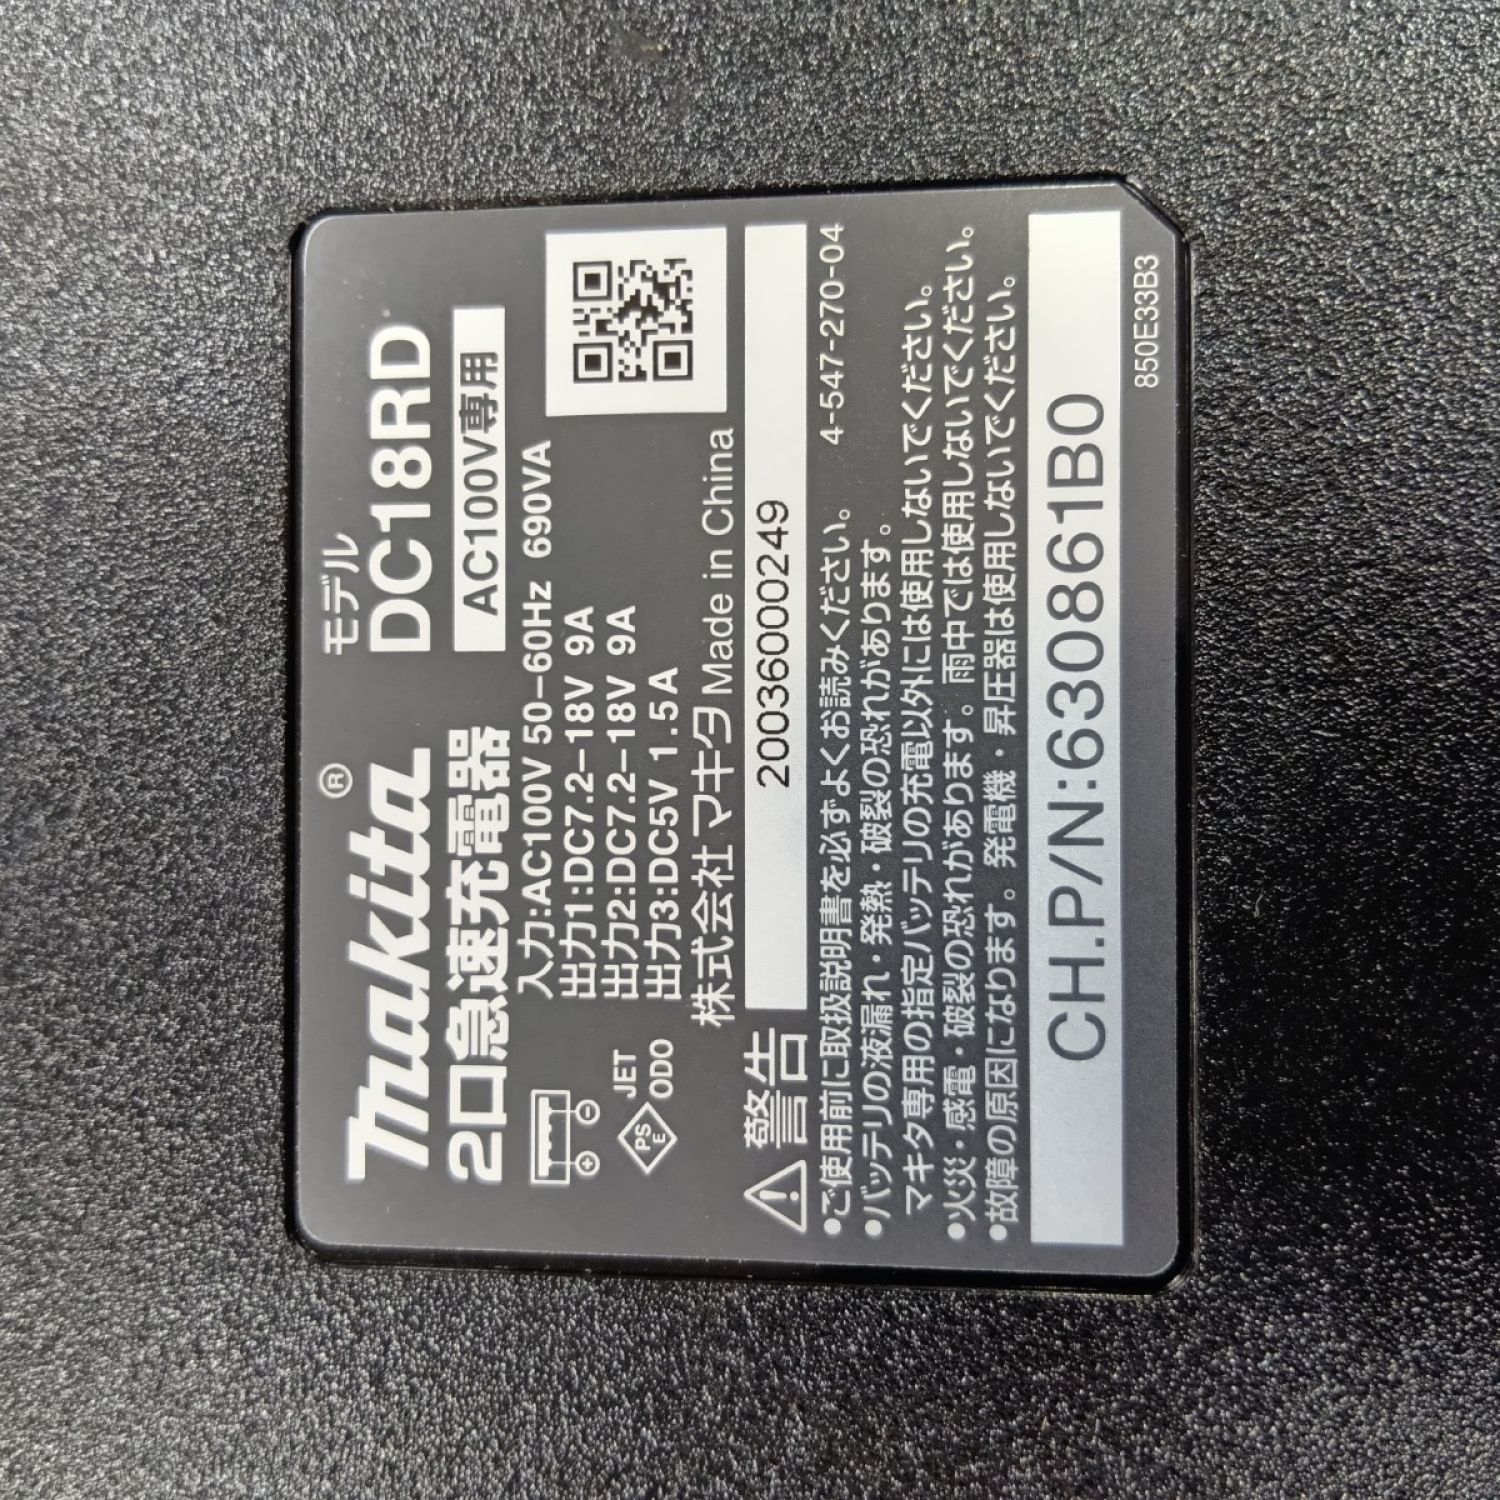 makita®
モデル
DC18RD
2口急速充電器
AC100V専用
入力:AC100V 50-60Hz 690VA
出力1:DC7.2-18V 9A
出力2:DC7.2-18V 9A
出力3:DC5V 1.5A
PS
E
JET
ODO
株式会社マキタ Made in China
警告
2003600002​49
4-547-270-04
●ご使用前に取扱説明書を必ずよくお読みください。
●バッテリの液漏れ・発熱・破裂の恐れがあります。
マキタ専用の指定バッテリの充電以外には使用しないでください。
●火災・感電・破裂の恐れがあります。雨中では使用しないでください。
●故障の原因になります。発電機・昇圧器は使用しないでください。
CH.P/N:630861B0
850E33B3